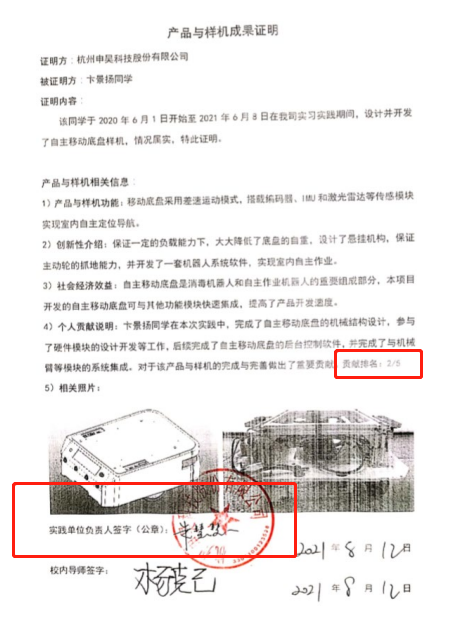 产品与样机成果证明
证明方：杭州申昊科技股份有限公司
被证明方：卞景扬同学
证明内容：
该同学于 2020 年 6 月 1 日开始至 2021 年 6 月 8 日在我司实习实践期间，设计并开发
了自主移动底盘样机，情况属实，特此证明。
产品与样机相关信息：
1）产品与样机功能：移动底盘采用差速运动模式，搭载编码器、IMU 和激光雷达等传感模块
实现室内自主定位导航。
2）创新性介绍：保证一定的负载能力下，大大降低了底盘的自重，设计了悬挂机构，保证
主动轮的抓地能力，并开发了一套机器人系统软件，实现室内自主作业。
3）社会经济效益：自主移动底盘是消毒机器人和自主作业机器人的重要组成部分，本项目
开发的自主移动底盘可与其他功能模块快速集成，提高了产品开发速度。
4）个人贡献说明：卞景扬同学在本次实践中，完成了自主移动底盘的机械结构设计，参与
了硬件模块的设计开发等工作，后续完成了自主移动底盘的后台控制软件，并完成了与机械
臂等模块的系统集成。对于该产品与样机的完成与完善做出了重要贡献，贡献排名：2/5
5）相关照片：
实践单位负责人签字（公章）：
2021 年 8 月 12 日
校内导师签字：
2021 年 8 月 12 日